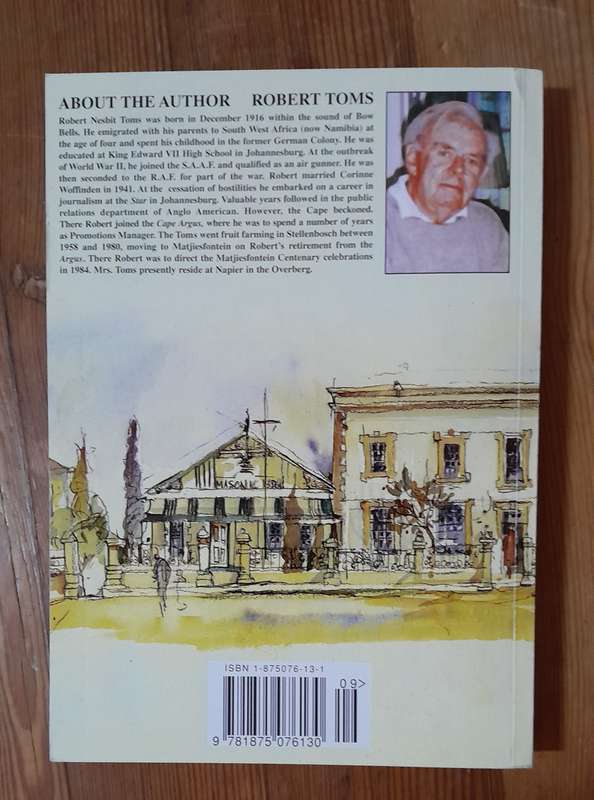 ABOUT THE AUTHOR ROBERT TOMS
Robert Nesbit Toms was born in December 1916 within the sound of Bow
Bells. He emigrated with his parents to South West Africa (now Namibia) at
the age of four and spent his childhood in the former German Colony. He was
educated at King Edward VII High School in Johannesburg. At the outbreak
of World War II, he joined the S.A.A.F. and qualified as an air gunner. He was
then seconded to the R.A.F. for part of the war. Robert married Corinne
Woffinden in 1941. At the cessation of hostilities he embarked on a career in
journalism at the Star in Johannesburg. Valuable years followed in the public
relations department of Anglo American. However, the Cape beckoned.
There Robert joined the Cape Argus, where he was to spend a number of years
as Promotions Manager. The Toms went fruit farming in Stellenbosch between
1958 and 1980, moving to Matjiesfontein on Robert's retirement from the
Argus. There Robert was to direct the Matjiesfontein Centenary celebrations
in 1984. Mrs. Toms presently reside at Napier in the Overberg.
MASONIC
ISBN 1-875076-13-1
09>
9 781875 076130